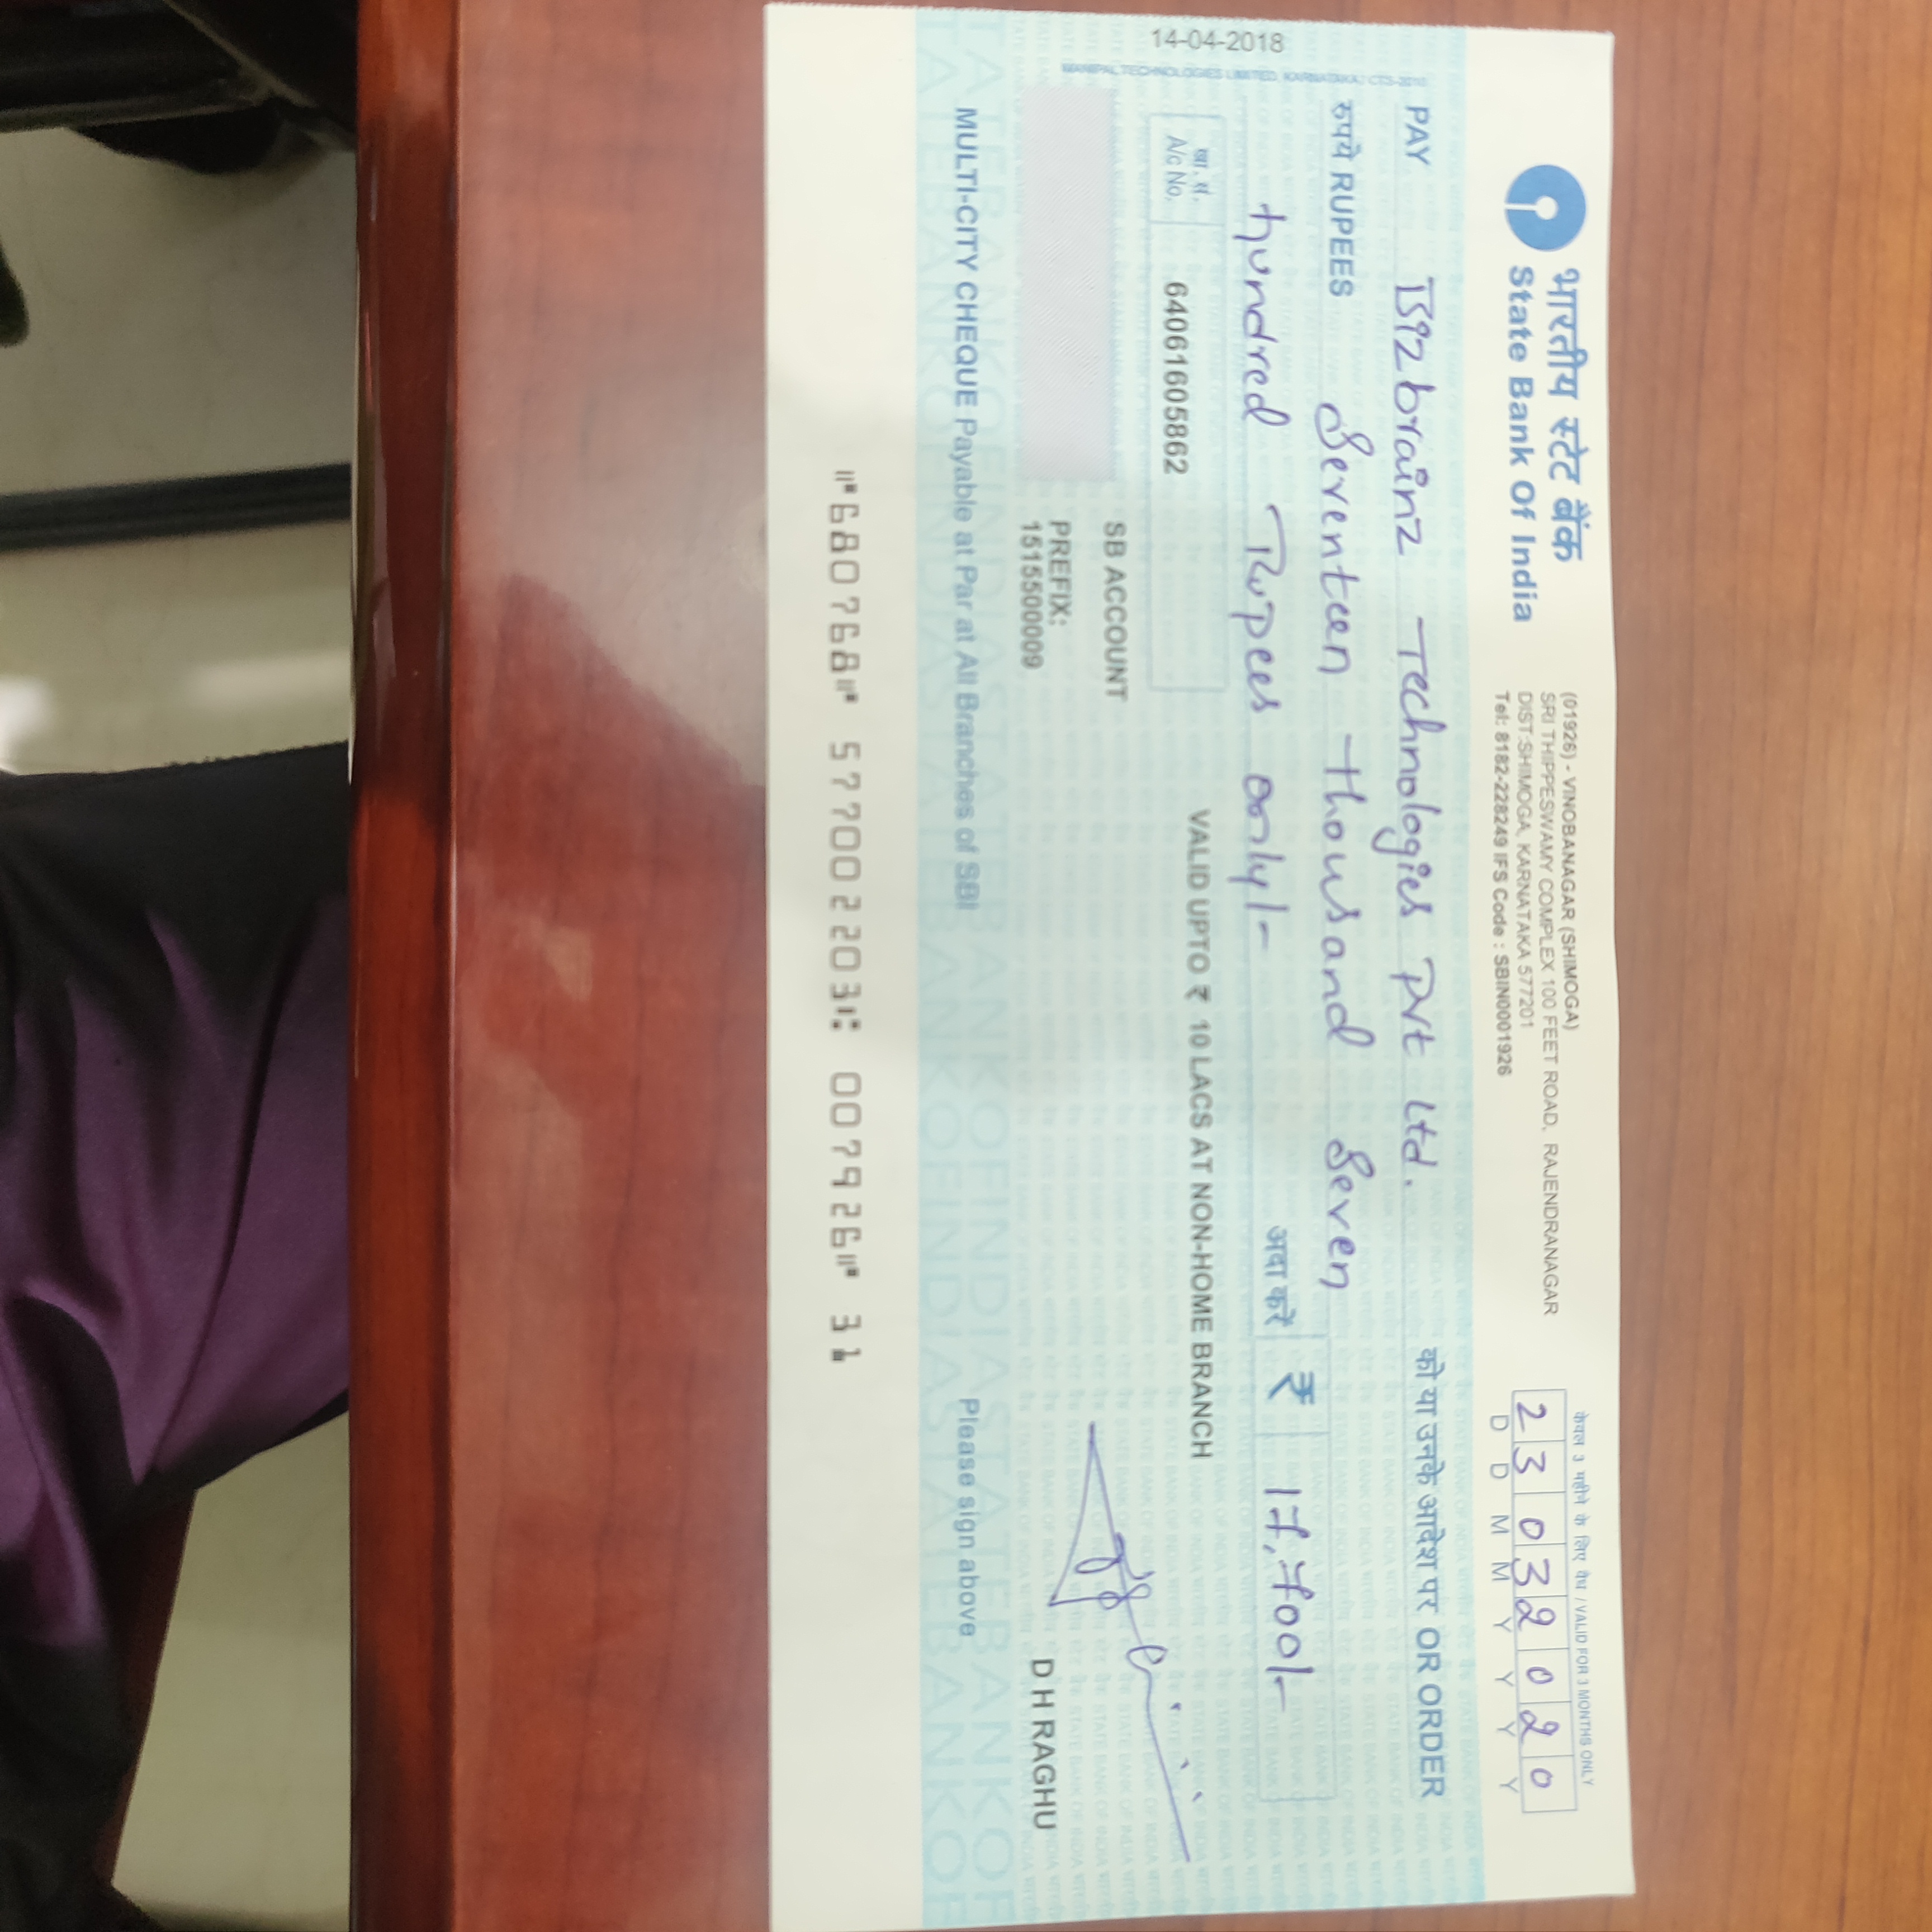 भारतीय स्टेट बैंक
State Bank Of India
(01926) - VINOBANAGAR (SHIMOGA)
SRI THIPPESWAMY COMPLEX 100 FEET ROAD, RAJENDRANAGAR
DIST:SHIMOGA, KARNATAKA 577201
Tel: 8182-228249 IFS Code : SBIN0001926
केवल 3 महीने के लिए वैध / VALID FOR 3 MONTHS ONLY
2 3 0 3 2 0 2 0
D D M M Y Y Y Y
PAY Bizbrainz Technologies Pvt Ltd. को या उनके आदेश पर OR ORDER
रुपये RUPEES Seventeen Thousand Seven
hundred Rupees only/- अदा करें ₹ 17,700/-
खा. सं.
A/c No. 64061605862
VALID UPTO ₹ 10 LACS AT NON-HOME BRANCH
SB ACCOUNT
PREFIX:
1515500009
D H RAGHU
MULTI-CITY CHEQUE Payable at Par at All Branches of SBI
Please sign above
⑈680768⑈ 577002203⑆ 007926⑈ 31
14-04-2018
MANIPAL TECHNOLOGIES LIMITED, KARNATAKA / CTS-2010